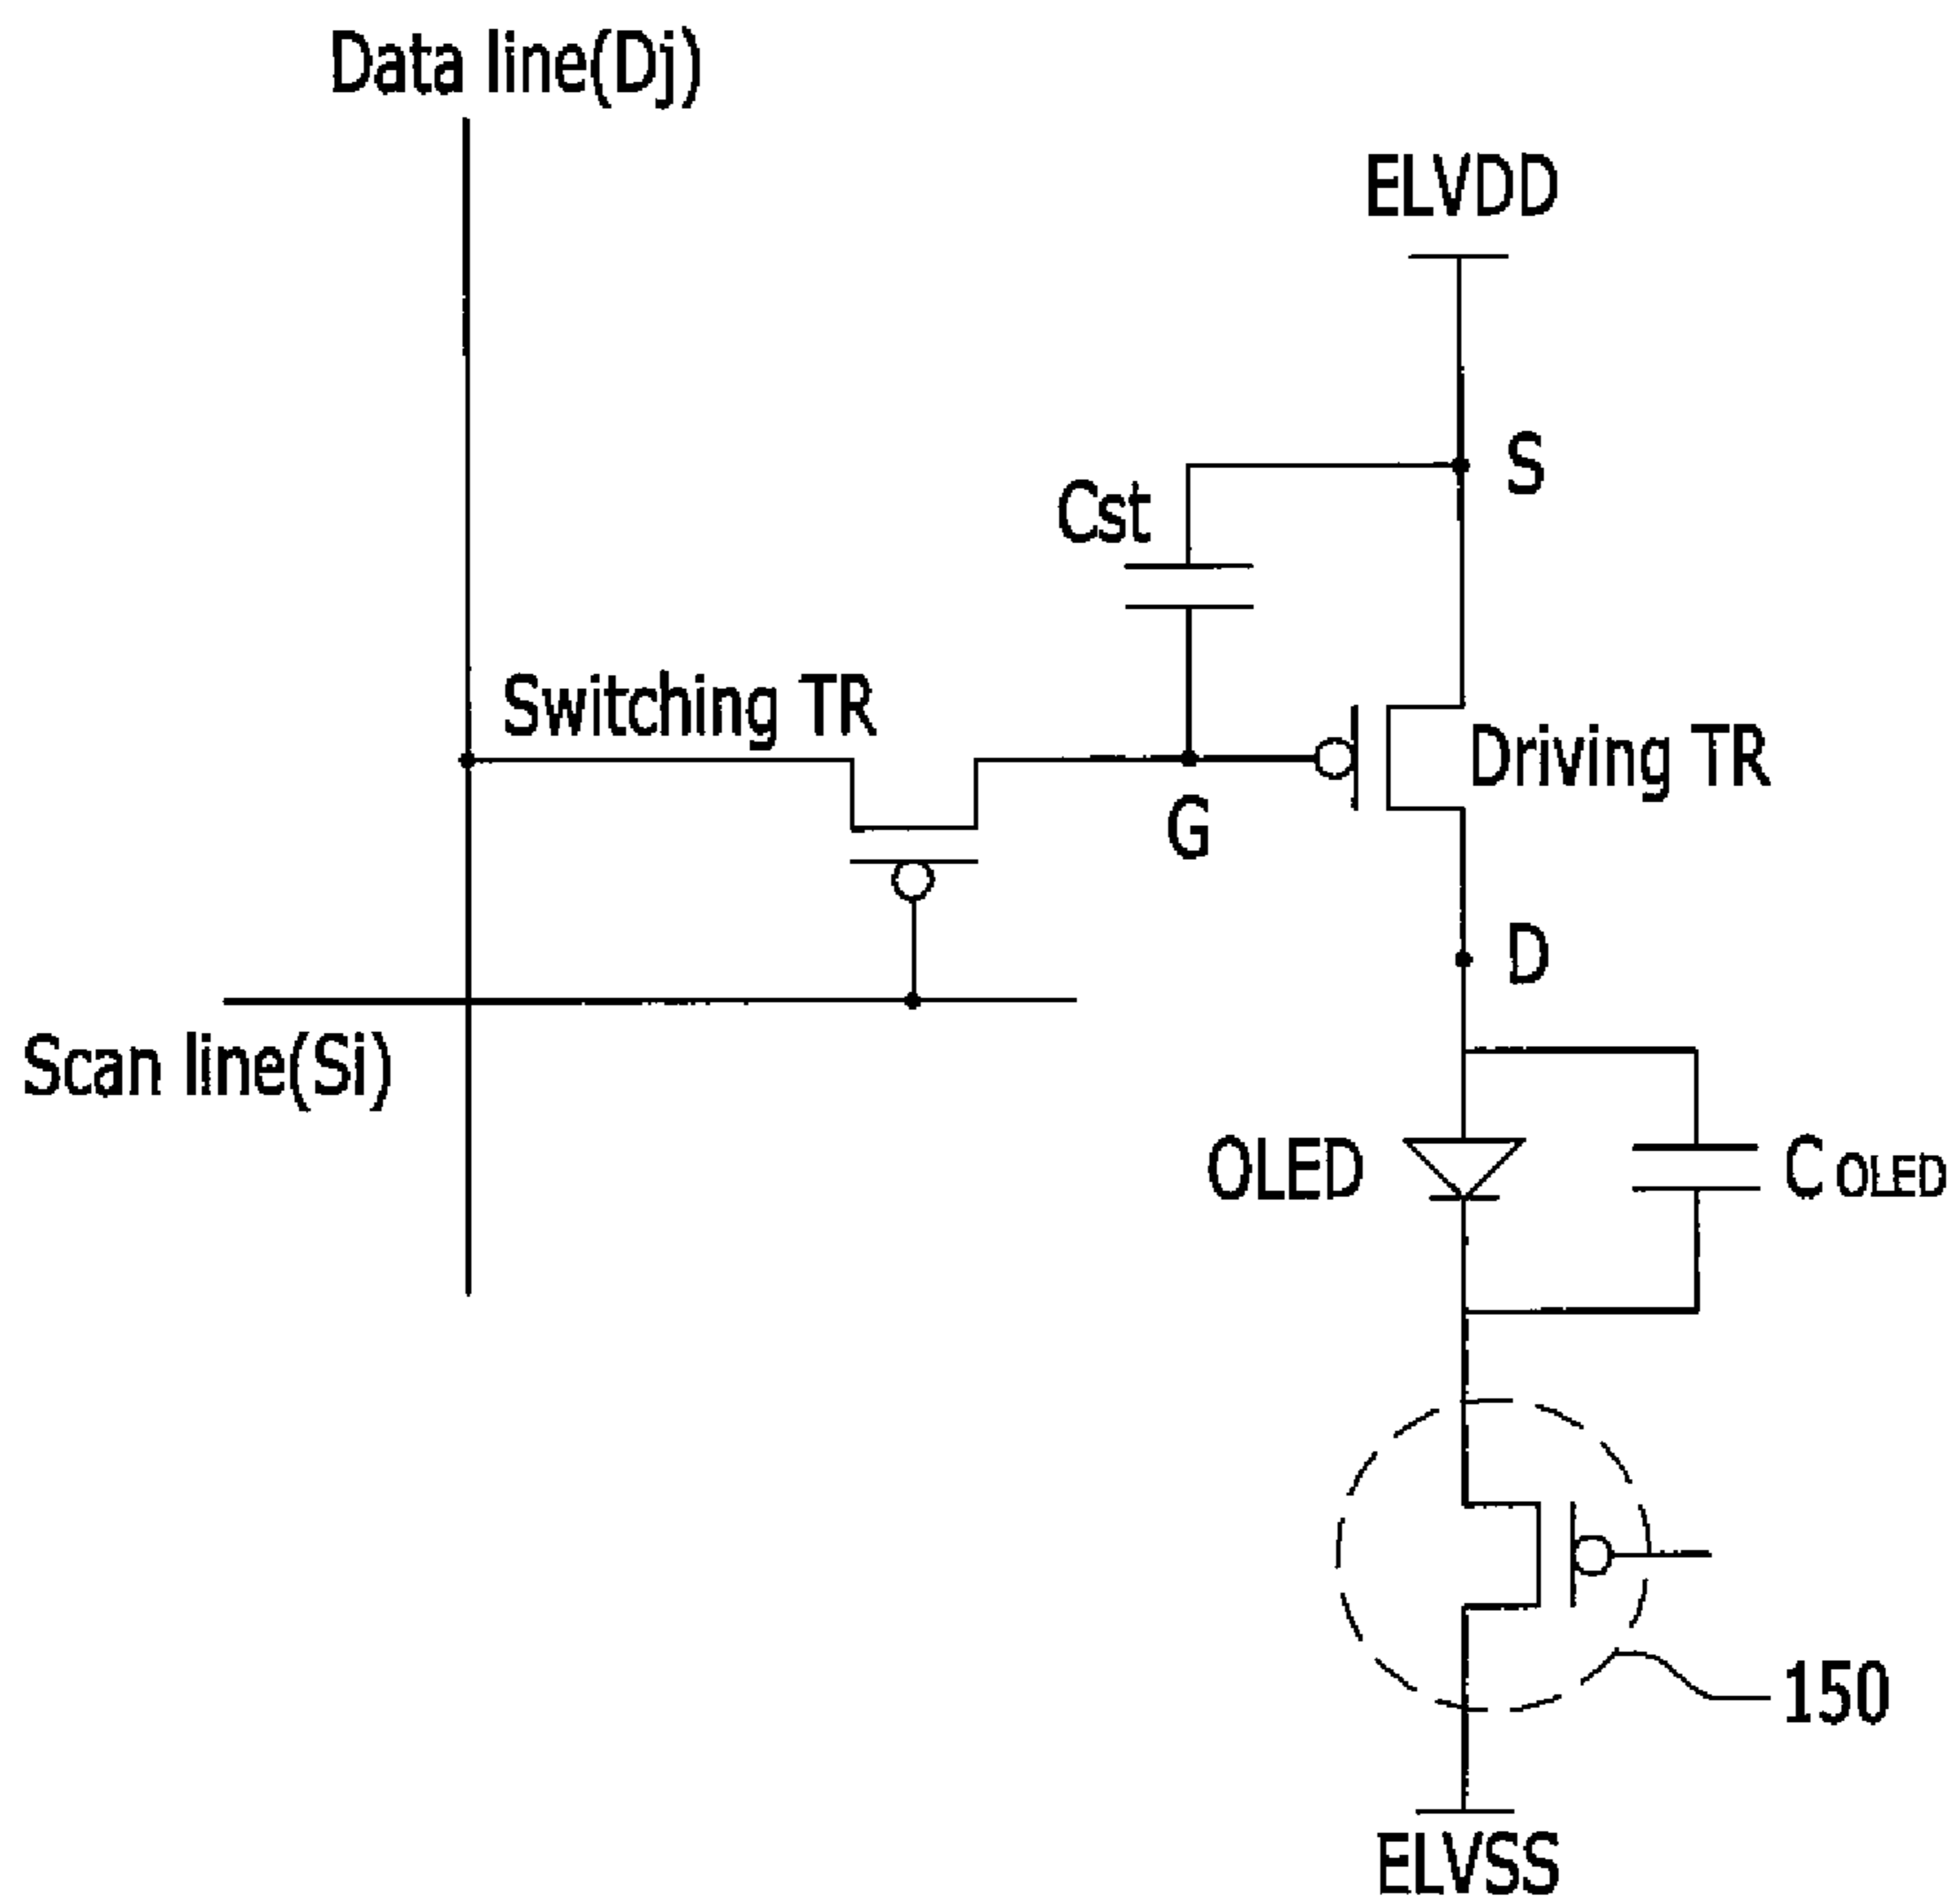 Data line(Dj)
ELVDD
S
Cst
Switching TR
Driving TR
G
D
Scan line(Si)
OLED
C OLED
150
ELVSS